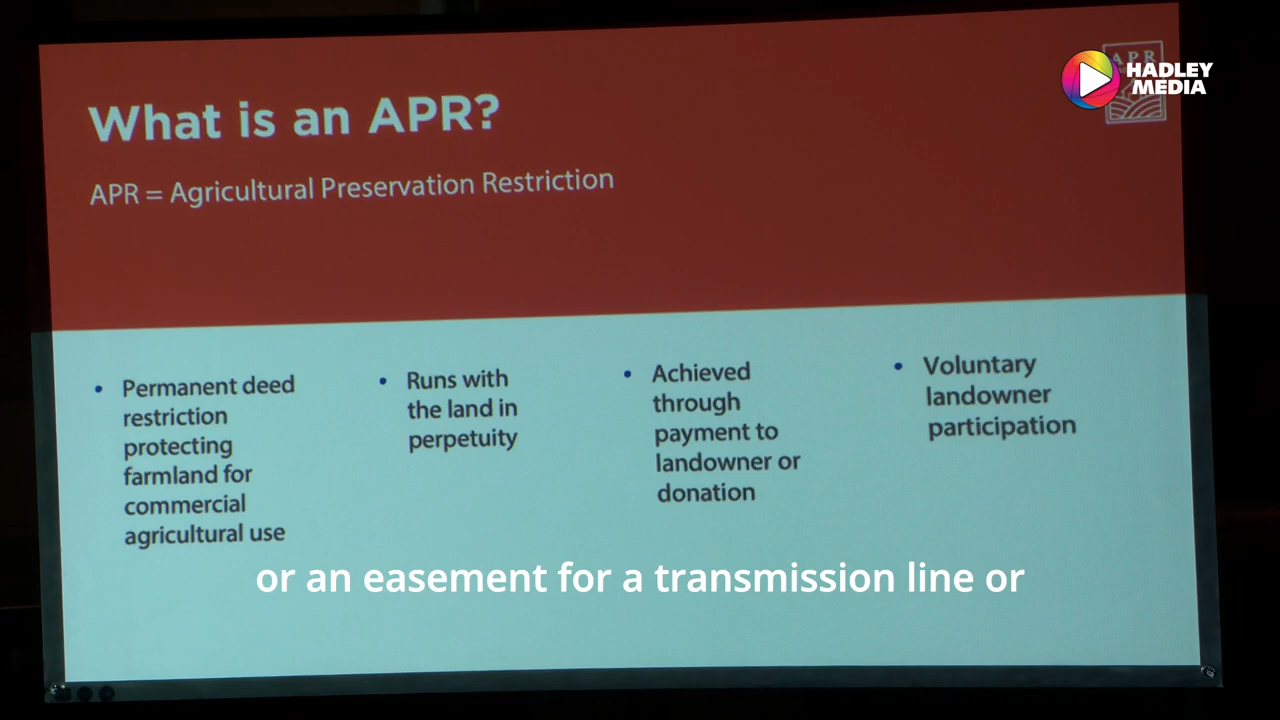 APR
HADLEY
MEDIA
What is an APR?
APR = Agricultural Preservation Restriction
• Permanent deed
restriction
protecting
farmland for
commercial
agricultural use
• Runs with
the land in
perpetuity
• Achieved
through
payment to
landowner or
donation
• Voluntary
landowner
participation
or an easement for a transmission line or